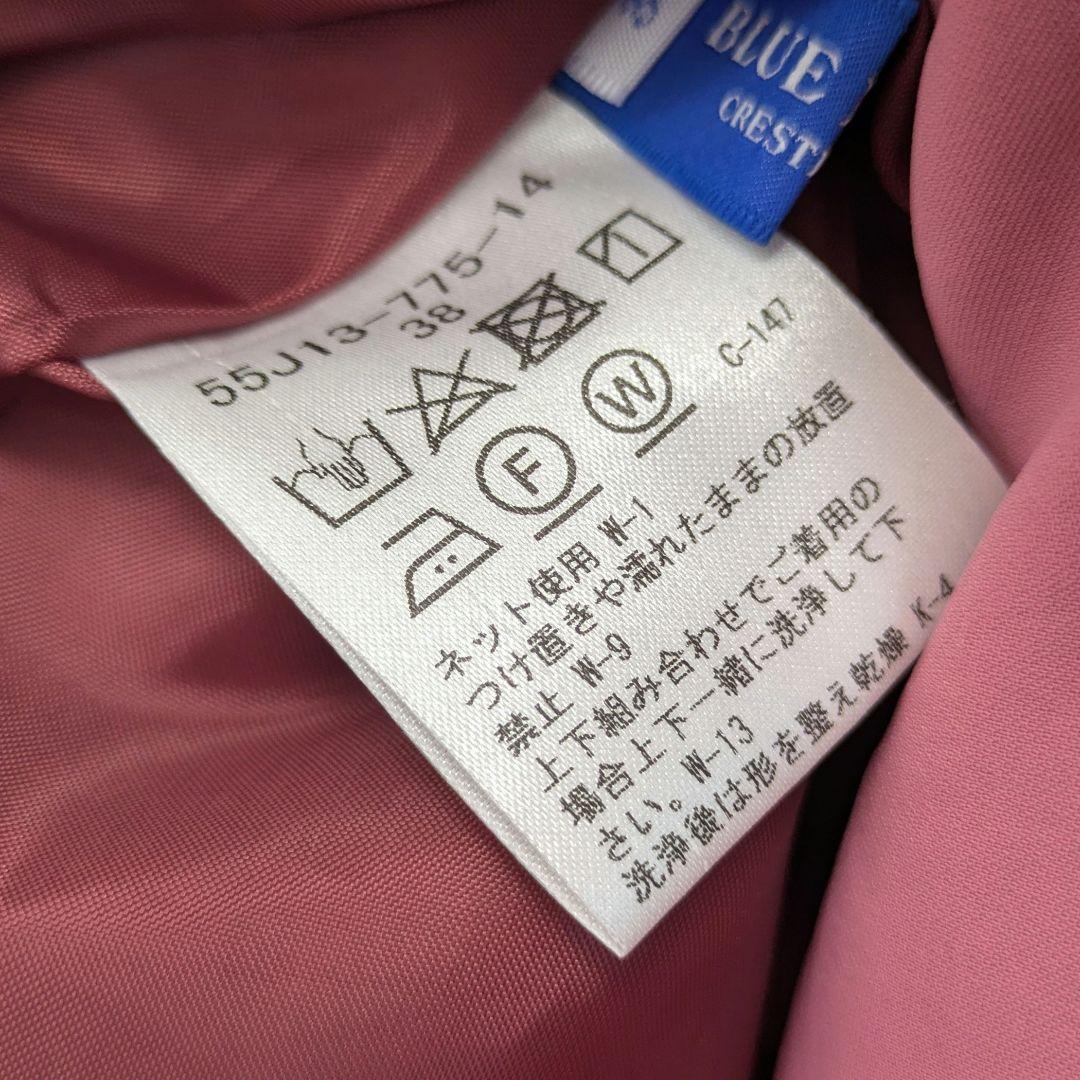 BLUE
CREST
55J13-775-14
38
C-147
F
W
ネット使用 W-1
つけ置きや濡れたままの放置
禁止 W-9
上下組み合わせでご着用の
場合上下一緒に洗浄して下
さい。W-13
洗浄後は形を整え乾燥 K-4